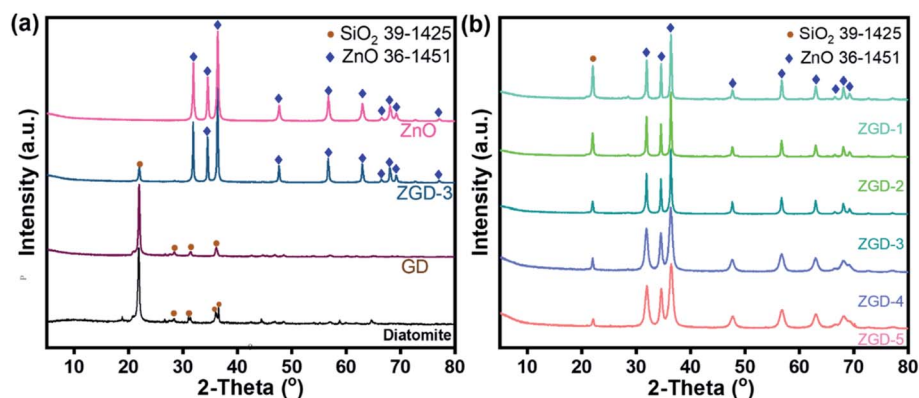 (a)
SiO2 39-1425
ZnO 36-1451
ZnO
ZGD-3
GD
Diatomite
Intensity (a.u.)
10 20 30 40 50 60 70 80
2-Theta (o)
(b)
SiO2 39-1425
ZnO 36-1451
ZGD-1
ZGD-2
ZGD-3
ZGD-4
ZGD-5
Intensity (a.u.)
10 20 30 40 50 60 70 80
2-Theta (o)